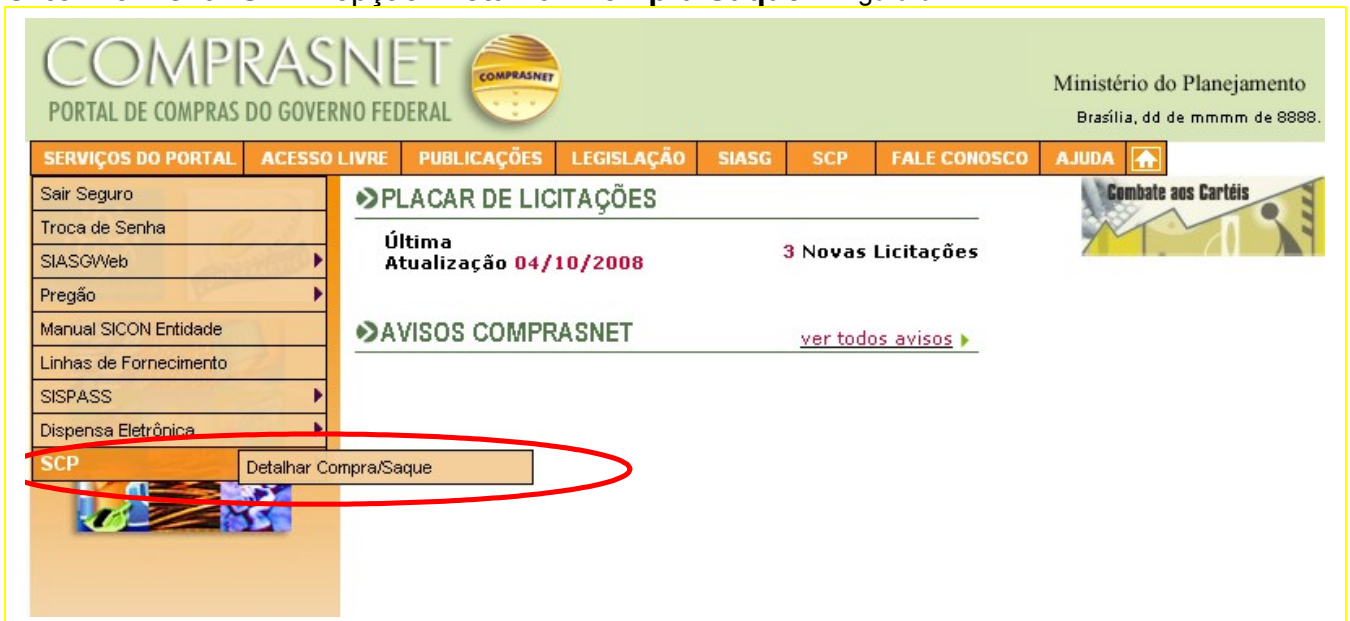 COMPRASNET
COMPRASNET
PORTAL DE COMPRAS DO GOVERNO FEDERAL
Ministério do Planejamento
Brasília, dd de mmmm de 8888.
SERVIÇOS DO PORTAL ACESSO LIVRE PUBLICAÇÕES LEGISLAÇÃO SIASG SCP FALE CONOSCO AJUDA
Sair Seguro
Troca de Senha
SIASGWeb
Pregão
Manual SICON Entidade
Linhas de Fornecimento
SISPASS
Dispensa Eletrônica
SCP
Detalhar Compra/Saque
PLACAR DE LICITAÇÕES
Última
Atualização 04/10/2008
3 Novas Licitações
AVISOS COMPRASNET
ver todos avisos
Combate aos Cartéis